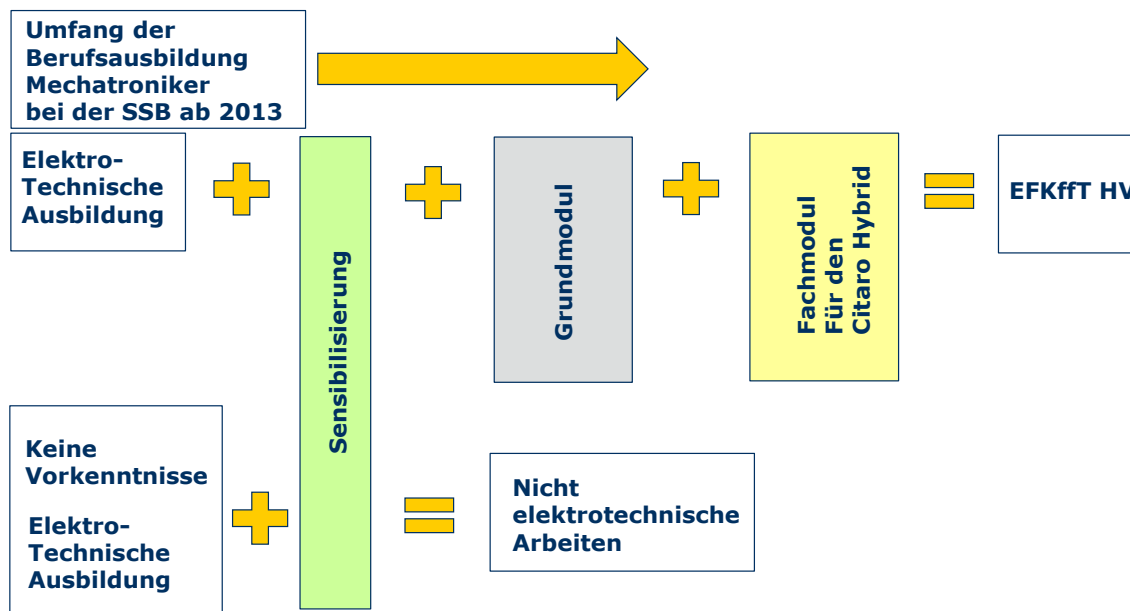 Umfang der
Berufsausbildung
Mechatroniker
bei der SSB ab 2013
Elektro-
Technische
Ausbildung
Sensibilisierung
Grundmodul
Fachmodul
Für den
Citaro Hybrid
EFKffT HV
Keine
Vorkenntnisse
Elektro-
Technische
Ausbildung
Nicht
elektrotechnische
Arbeiten